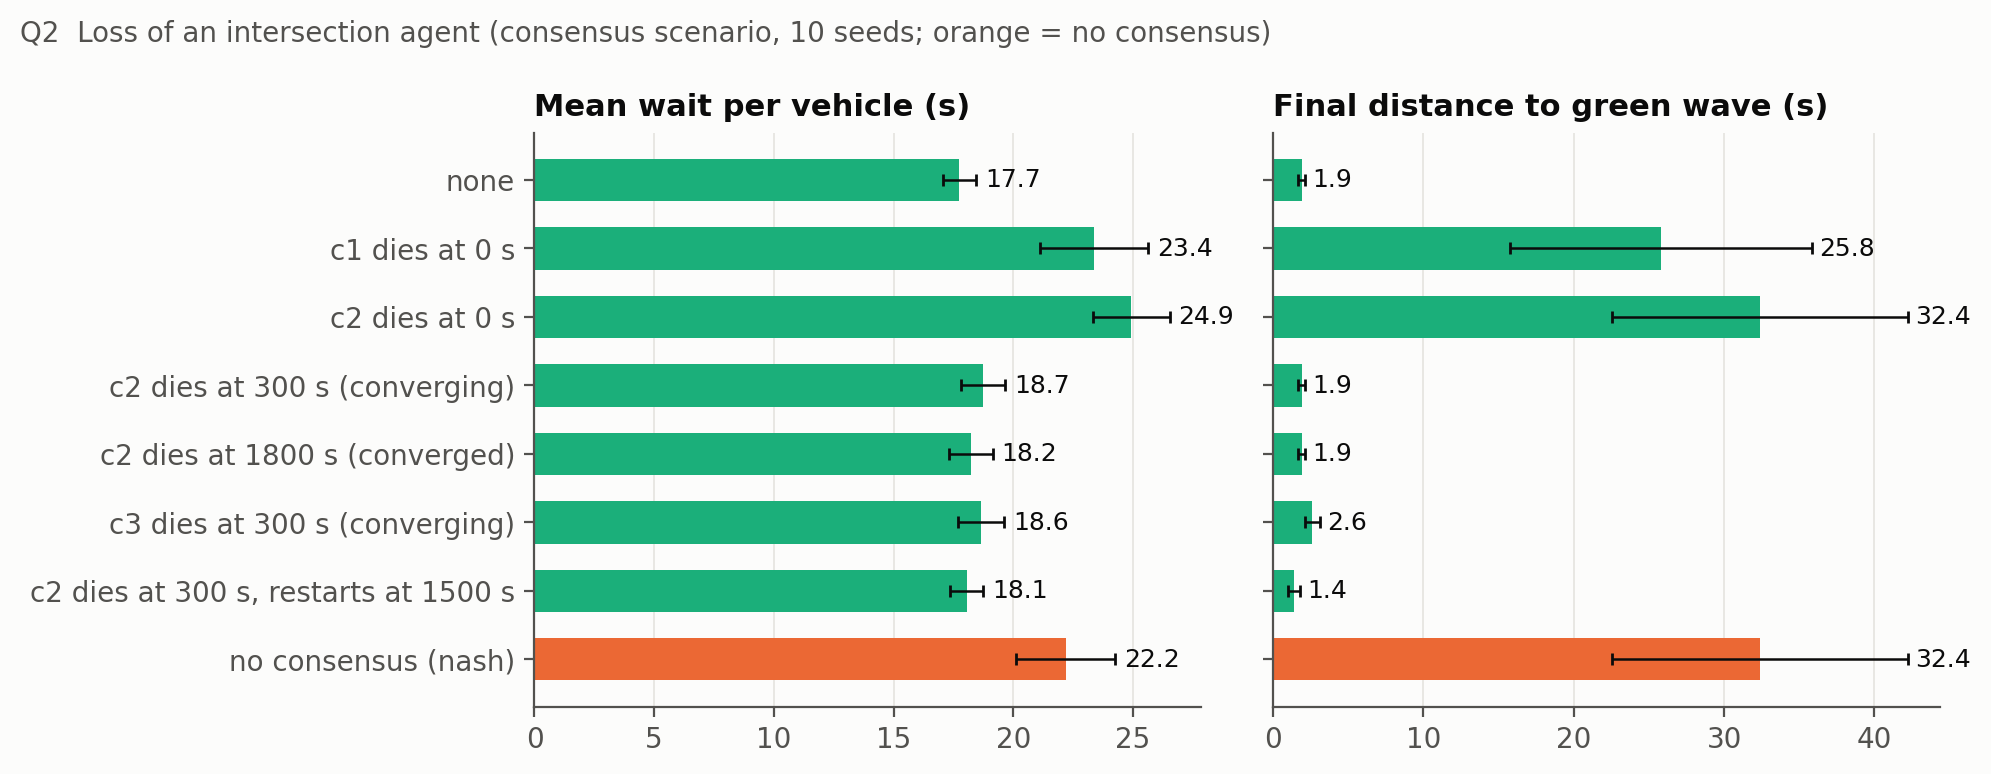 Q2  Loss of an intersection agent (consensus scenario, 10 seeds; orange = no consensus)
Mean wait per vehicle (s)
Final distance to green wave (s)
none
17.7
1.9
c1 dies at 0 s
23.4
25.8
c2 dies at 0 s
24.9
32.4
c2 dies at 300 s (converging)
18.7
1.9
c2 dies at 1800 s (converged)
18.2
1.9
c3 dies at 300 s (converging)
18.6
2.6
c2 dies at 300 s, restarts at 1500 s
18.1
1.4
no consensus (nash)
22.2
32.4
0 5 10 15 20 25
0 10 20 30 40